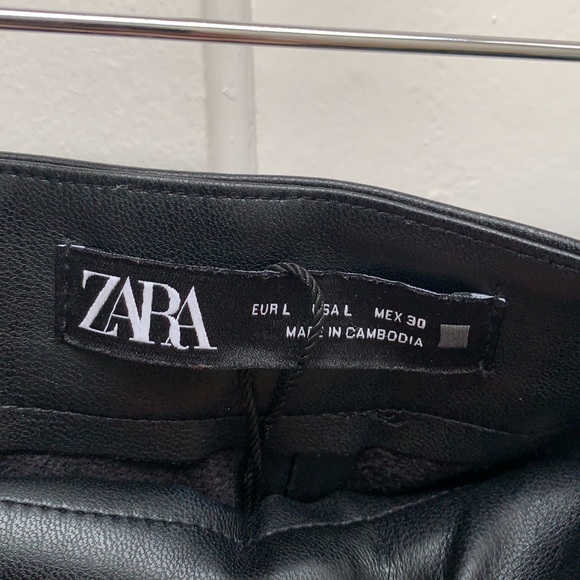 ZARA
EUR L USA L MEX 30
MADE IN CAMBODIA